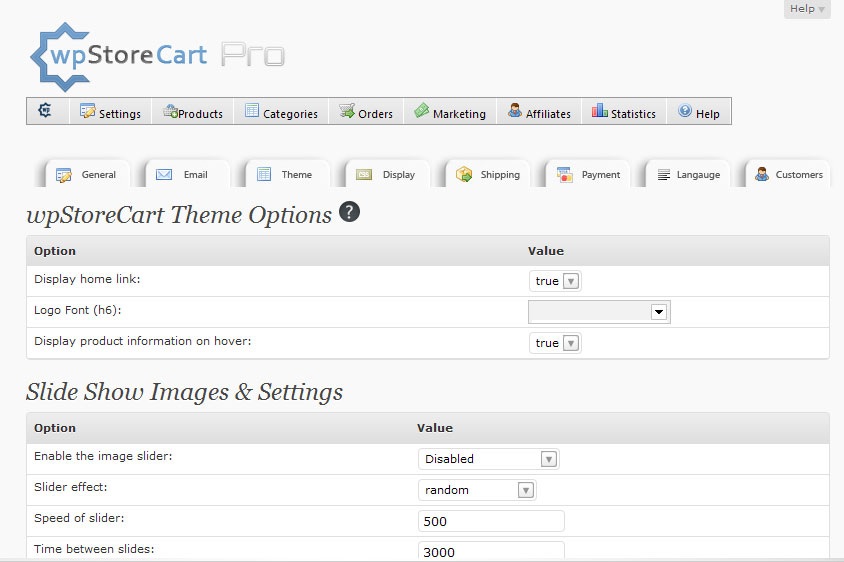 Help
wpStoreCart Pro
Settings Products Categories Orders Marketing Affiliates Statistics Help
General Email Theme Display Shipping Payment Langauge Customers
wpStoreCart Theme Options ?
Option Value
Display home link: true
Logo Font (h6):
Display product information on hover: true
Slide Show Images & Settings
Option Value
Enable the image slider: Disabled
Slider effect: random
Speed of slider: 500
Time between slides: 3000